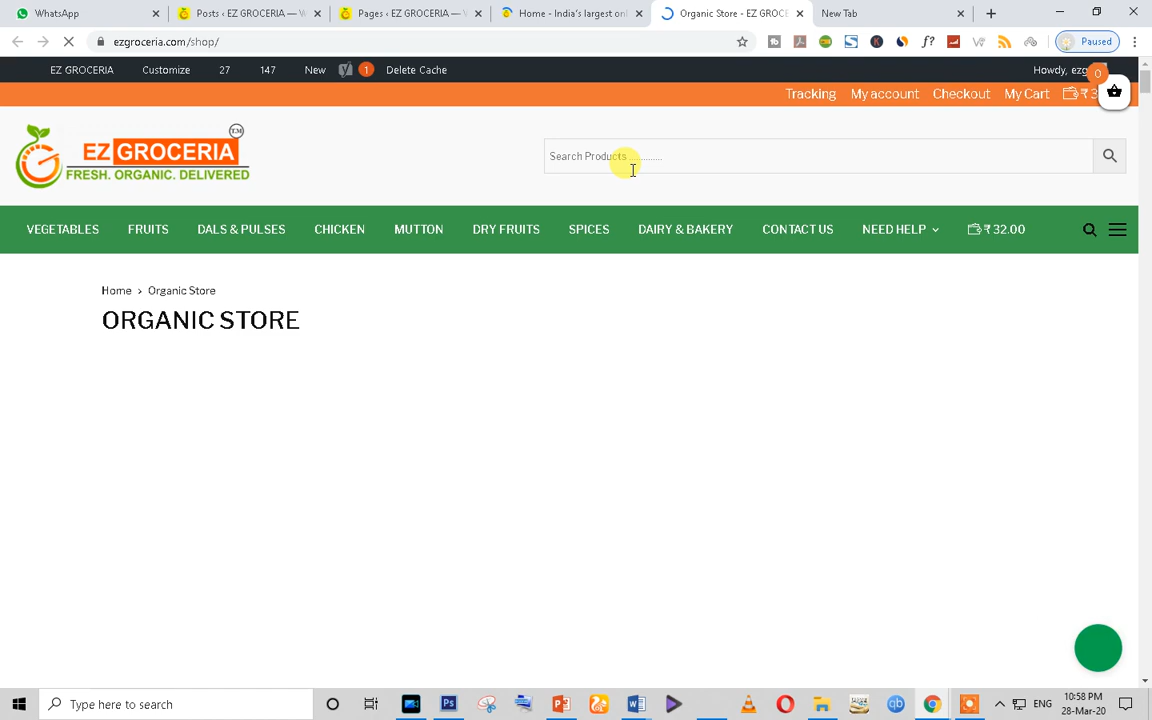 WhatsApp
Posts ‹ EZ GROCERIA — W
Pages ‹ EZ GROCERIA — W
Home - India's largest onl
Organic Store - EZ GROCE
New Tab
ezgroceria.com/shop/
Paused
EZ GROCERIA
Customize
27
147
New
1
Delete Cache
Howdy, ezg
0
Tracking
My account
Checkout
My Cart
₹ 3
T.M
EZ GROCERIA
FRESH. ORGANIC. DELIVERED
Search Products ............
VEGETABLES
FRUITS
DALS & PULSES
CHICKEN
MUTTON
DRY FRUITS
SPICES
DAIRY & BAKERY
CONTACT US
NEED HELP
₹ 32.00
Home › Organic Store
ORGANIC STORE
Type here to search
ENG
10:58 PM
28-Mar-20